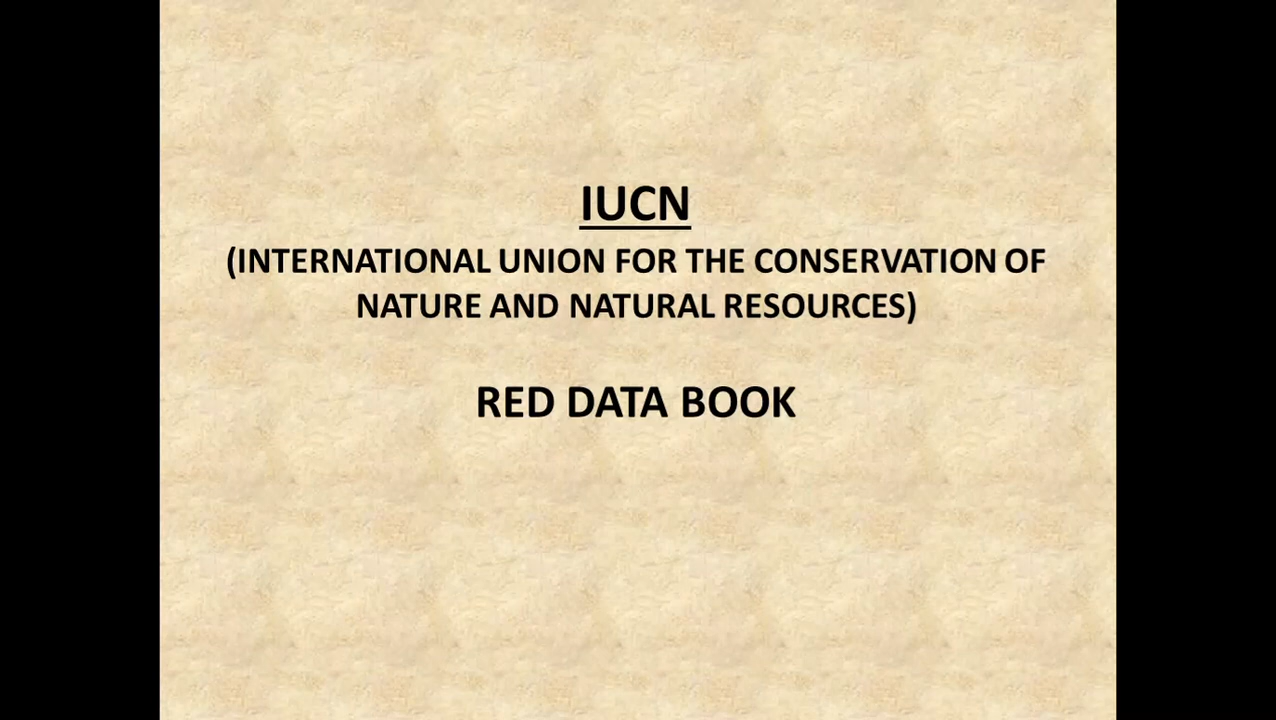 IUCN
(INTERNATIONAL UNION FOR THE CONSERVATION OF
NATURE AND NATURAL RESOURCES)
RED DATA BOOK